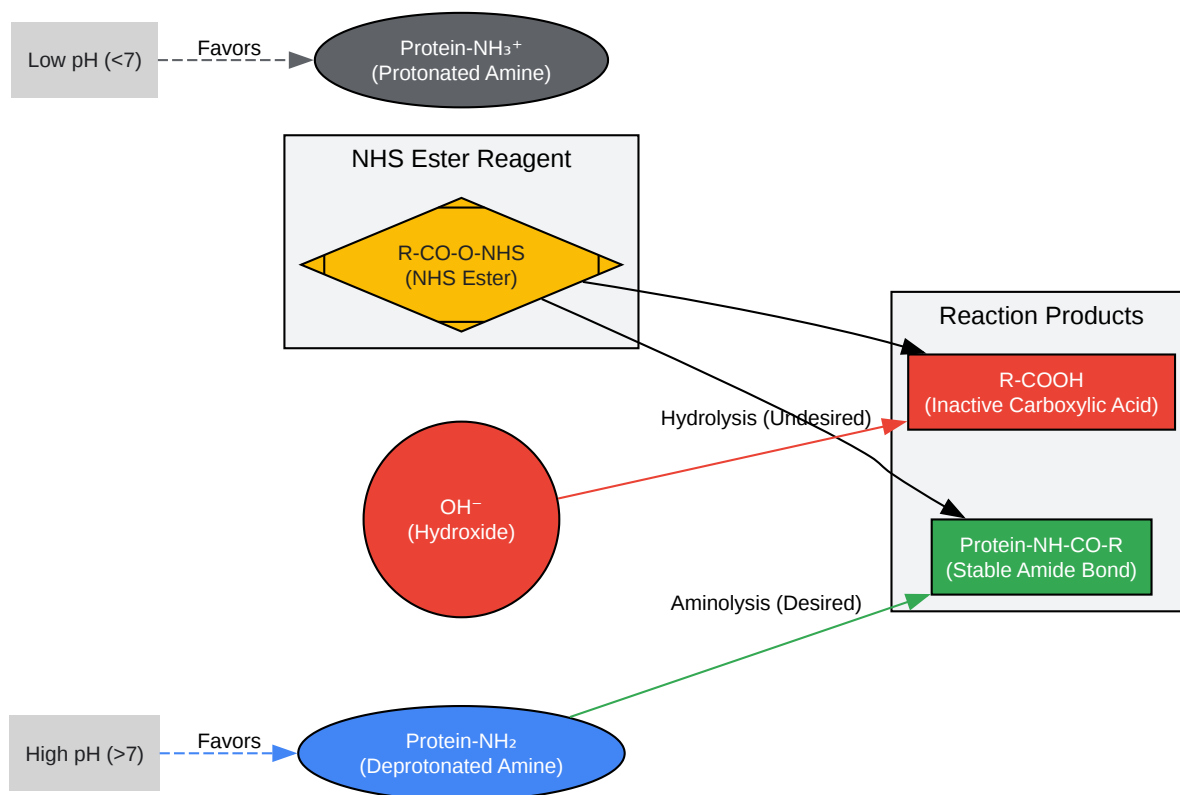 Low pH (<7)
Favors
Protein-NH₃⁺
(Protonated Amine)
NHS Ester Reagent
R-CO-O-NHS
(NHS Ester)
Reaction Products
R-COOH
(Inactive Carboxylic Acid)
Hydrolysis (Undesired)
OH⁻
(Hydroxide)
Protein-NH-CO-R
(Stable Amide Bond)
Aminolysis (Desired)
High pH (>7)
Favors
Protein-NH₂
(Deprotonated Amine)